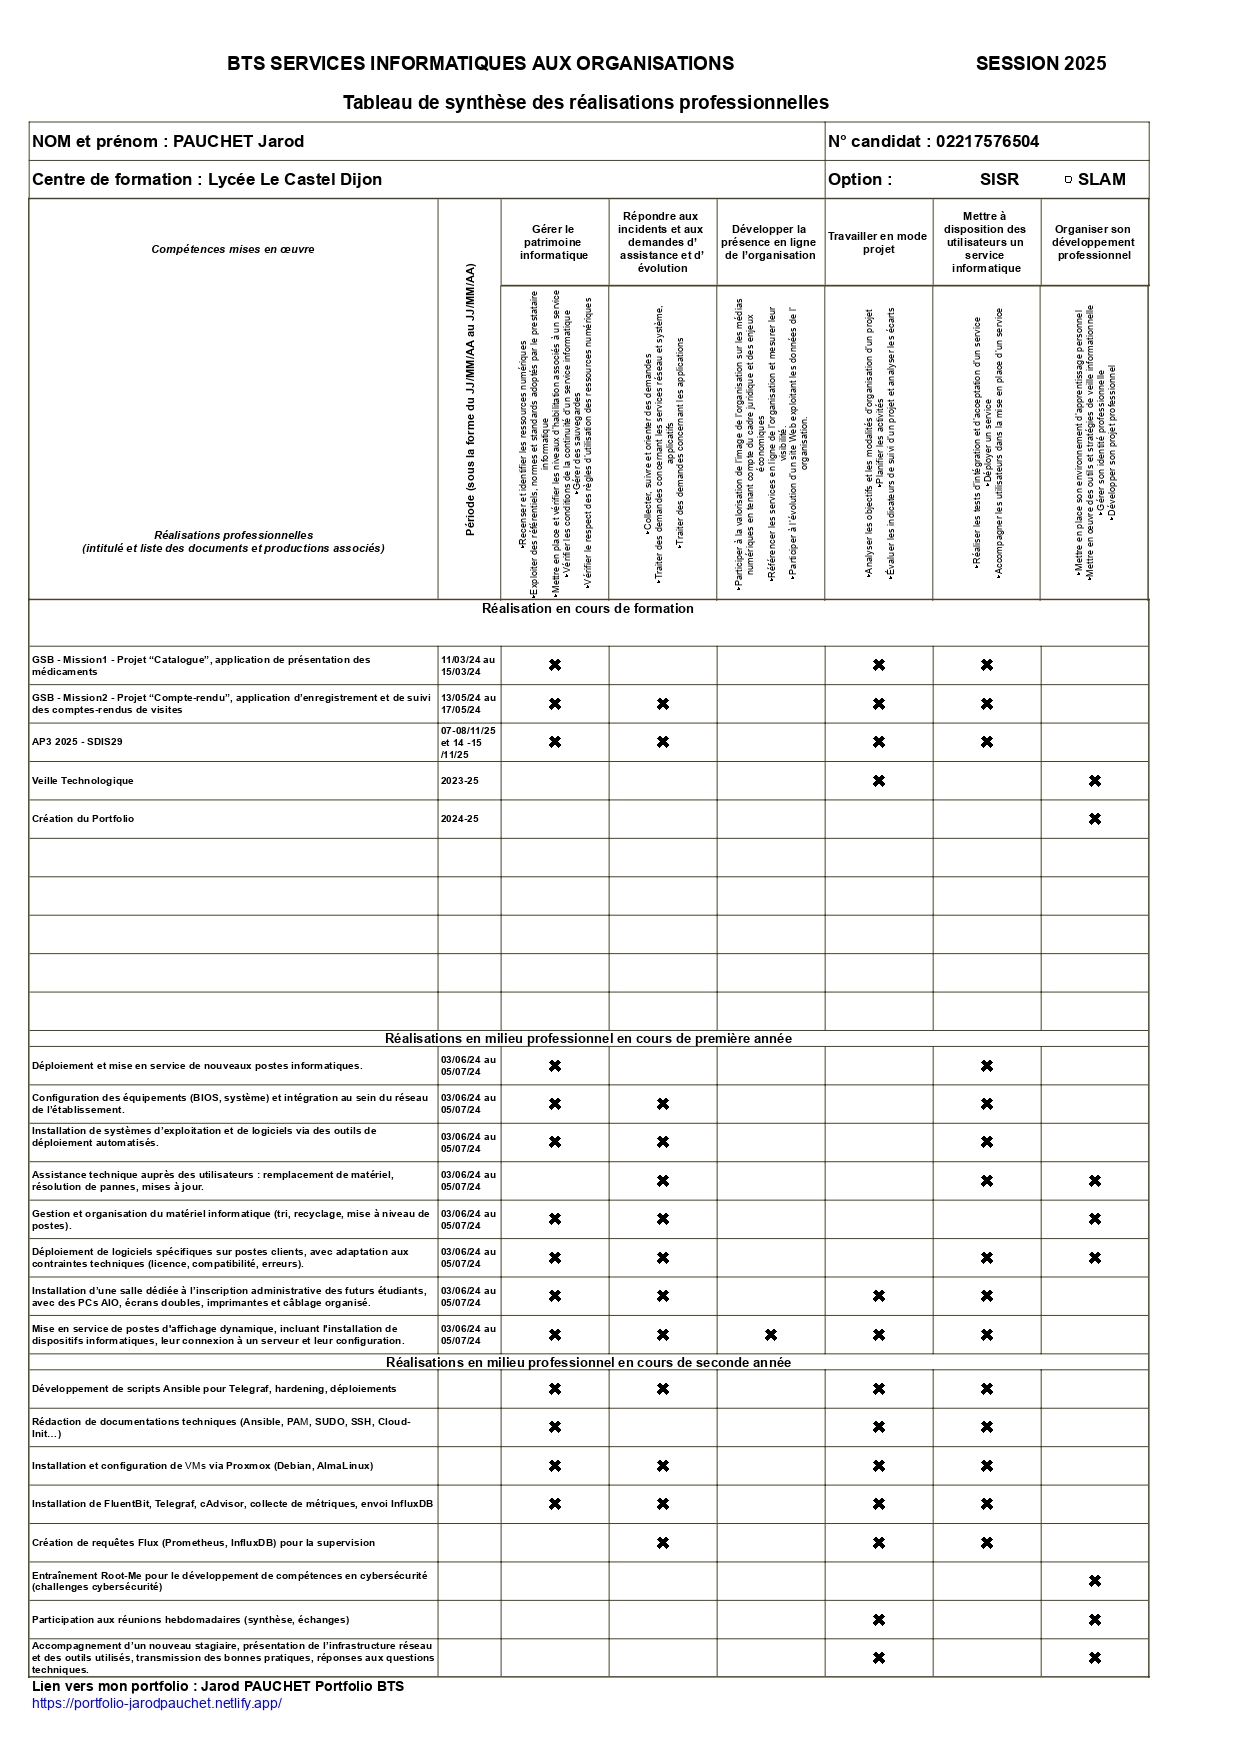 BTS SERVICES INFORMATIQUES AUX ORGANISATIONS SESSION 2025
Tableau de synthèse des réalisations professionnelles
NOM et prénom : PAUCHET Jarod N° candidat : 02217576504
Centre de formation : Lycée Le Castel Dijon Option : SISR □ SLAM
Compétences mises en œuvre
Réalisations professionnelles
(intitulé et liste des documents et productions associés)
Période (sous la forme du JJ/MM/AA au JJ/MM/AA)
Gérer le
patrimoine
informatique
Répondre aux
incidents et aux
demandes d’
assistance et d’
évolution
Développer la
présence en ligne
de l’organisation
Travailler en mode
projet
Mettre à
disposition des
utilisateurs un
service
informatique
Organiser son
développement
professionnel
‣Recenser et identifier les ressources numériques
‣Exploiter des référentiels, normes et standards adoptés par le prestataire
informatique
‣Mettre en place et vérifier les niveaux d’habilitation associés à un service
‣Vérifier les conditions de la continuité d’un service informatique
‣Gérer des sauvegardes
‣Vérifier le respect des règles d’utilisation des ressources numériques
‣Collecter, suivre et orienter des demandes
‣Traiter des demandes concernant les services réseau et système,
applicatifs
‣Traiter des demandes concernant les applications
‣Participer à la valorisation de l’image de l’organisation sur les médias
numériques en tenant compte du cadre juridique et des enjeux
économiques
‣Référencer les services en ligne de l’organisation et mesurer leur
visibilité.
‣Participer à l’évolution d’un site Web exploitant les données de l’
organisation.
‣Analyser les objectifs et les modalités d’organisation d’un projet
‣Planifier les activités
‣Évaluer les indicateurs de suivi d’un projet et analyser les écarts
‣Réaliser les tests d’intégration et d’acceptation d’un service
‣Déployer un service
‣Accompagner les utilisateurs dans la mise en place d’un service
‣Mettre en place son environnement d’apprentissage personnel
‣Mettre en œuvre des outils et stratégies de veille informationnelle
‣Gérer son identité professionnelle
‣Développer son projet professionnel
Réalisation en cours de formation
GSB - Mission1 - Projet “Catalogue”, application de présentation des
médicaments
11/03/24 au
15/03/24
✖ ✖ ✖
GSB - Mission2 - Projet “Compte-rendu”, application d’enregistrement et de suivi
des comptes-rendus de visites
13/05/24 au
17/05/24
✖ ✖ ✖ ✖
AP3 2025 - SDIS29
07-08/11/25
et 14 -15
/11/25
✖ ✖ ✖ ✖
Veille Technologique 2023-25 ✖ ✖
Création du Portfolio 2024-25 ✖
Réalisations en milieu professionnel en cours de première année
Déploiement et mise en service de nouveaux postes informatiques.
03/06/24 au
05/07/24
✖ ✖
Configuration des équipements (BIOS, système) et intégration au sein du réseau
de l’établissement.
03/06/24 au
05/07/24
✖ ✖ ✖
Installation de systèmes d’exploitation et de logiciels via des outils de
déploiement automatisés.
03/06/24 au
05/07/24
✖ ✖ ✖
Assistance technique auprès des utilisateurs : remplacement de matériel,
résolution de pannes, mises à jour.
03/06/24 au
05/07/24
✖ ✖ ✖
Gestion et organisation du matériel informatique (tri, recyclage, mise à niveau de
postes).
03/06/24 au
05/07/24
✖ ✖ ✖
Déploiement de logiciels spécifiques sur postes clients, avec adaptation aux
contraintes techniques (licence, compatibilité, erreurs).
03/06/24 au
05/07/24
✖ ✖ ✖ ✖
Installation d’une salle dédiée à l’inscription administrative des futurs étudiants,
avec des PCs AIO, écrans doubles, imprimantes et câblage organisé.
03/06/24 au
05/07/24
✖ ✖ ✖ ✖
Mise en service de postes d'affichage dynamique, incluant l'installation de
dispositifs informatiques, leur connexion à un serveur et leur configuration.
03/06/24 au
05/07/24
✖ ✖ ✖ ✖ ✖
Réalisations en milieu professionnel en cours de seconde année
Développement de scripts Ansible pour Telegraf, hardening, déploiements ✖ ✖ ✖ ✖
Rédaction de documentations techniques (Ansible, PAM, SUDO, SSH, Cloud-
Init…)
✖ ✖ ✖
Installation et configuration de VMs via Proxmox (Debian, AlmaLinux) ✖ ✖ ✖ ✖
Installation de FluentBit, Telegraf, cAdvisor, collecte de métriques, envoi InfluxDB ✖ ✖ ✖ ✖
Création de requêtes Flux (Prometheus, InfluxDB) pour la supervision ✖ ✖ ✖
Entraînement Root-Me pour le développement de compétences en cybersécurité
(challenges cybersécurité)
✖
Participation aux réunions hebdomadaires (synthèse, échanges) ✖ ✖
Accompagnement d’un nouveau stagiaire, présentation de l’infrastructure réseau
et des outils utilisés, transmission des bonnes pratiques, réponses aux questions
techniques.
✖ ✖
Lien vers mon portfolio : Jarod PAUCHET Portfolio BTS
https://portfolio-jarodpauchet.netlify.app/